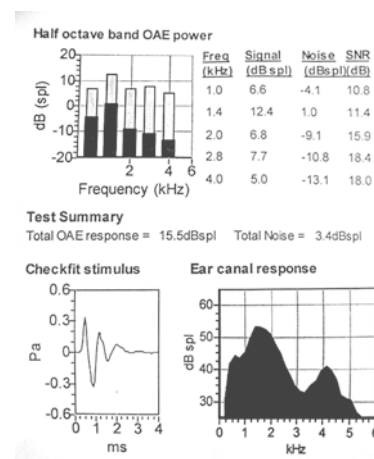 Half octave band OAE power
Freq Signal Noise SNR
(kHz) (dB spl) (dBspl)(dB)
1.0 6.6 -4.1 10.8
1.4 12.4 1.0 11.4
2.0 6.8 -9.1 15.9
2.8 7.7 -10.8 18.4
4.0 5.0 -13.1 18.0
dB (spl)
20
10
0
-10
-20
2 4 6
Frequency (kHz)
Test Summary
Total OAE response = 15.5dBspl Total Noise = 3.4dBspl
Checkfit stimulus
Pa
0.6
0.3
0
-0.3
-0.6
0 1 2 3 4
ms
Ear canal response
dB spl
60
50
40
30
0 1 2 3 4 5 6
kHz